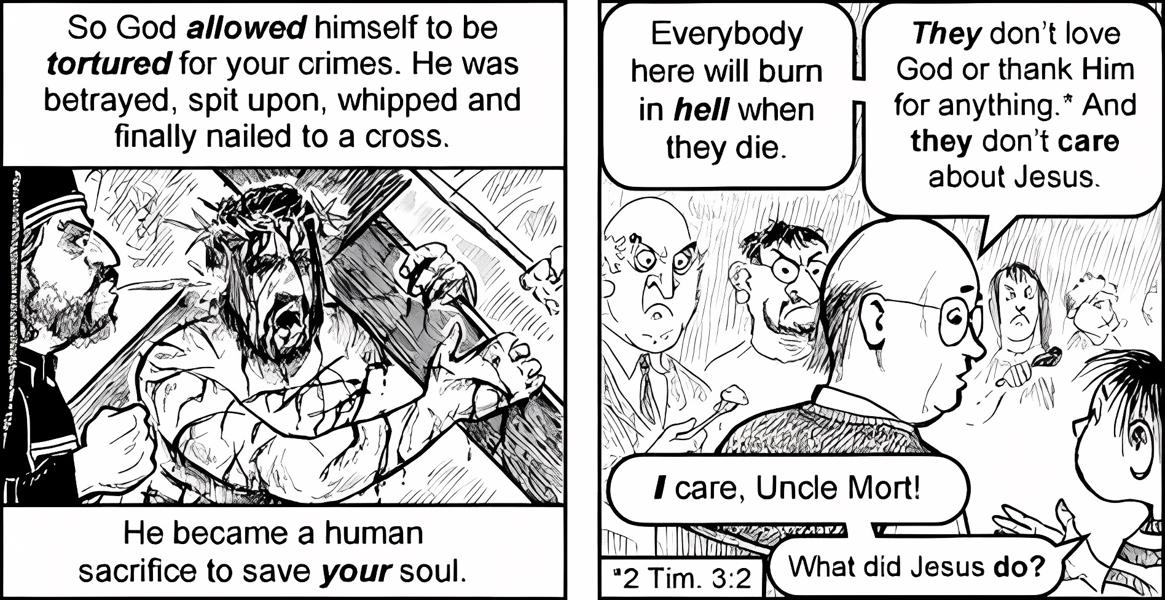 So God allowed himself to be
tortured for your crimes. He was
betrayed, spit upon, whipped and
finally nailed to a cross.
He became a human
sacrifice to save your soul.
Everybody
here will burn
in hell when
they die.
They don't love
God or thank Him
for anything.* And
they don't care
about Jesus.
I care, Uncle Mort!
What did Jesus do?
*2 Tim. 3:2